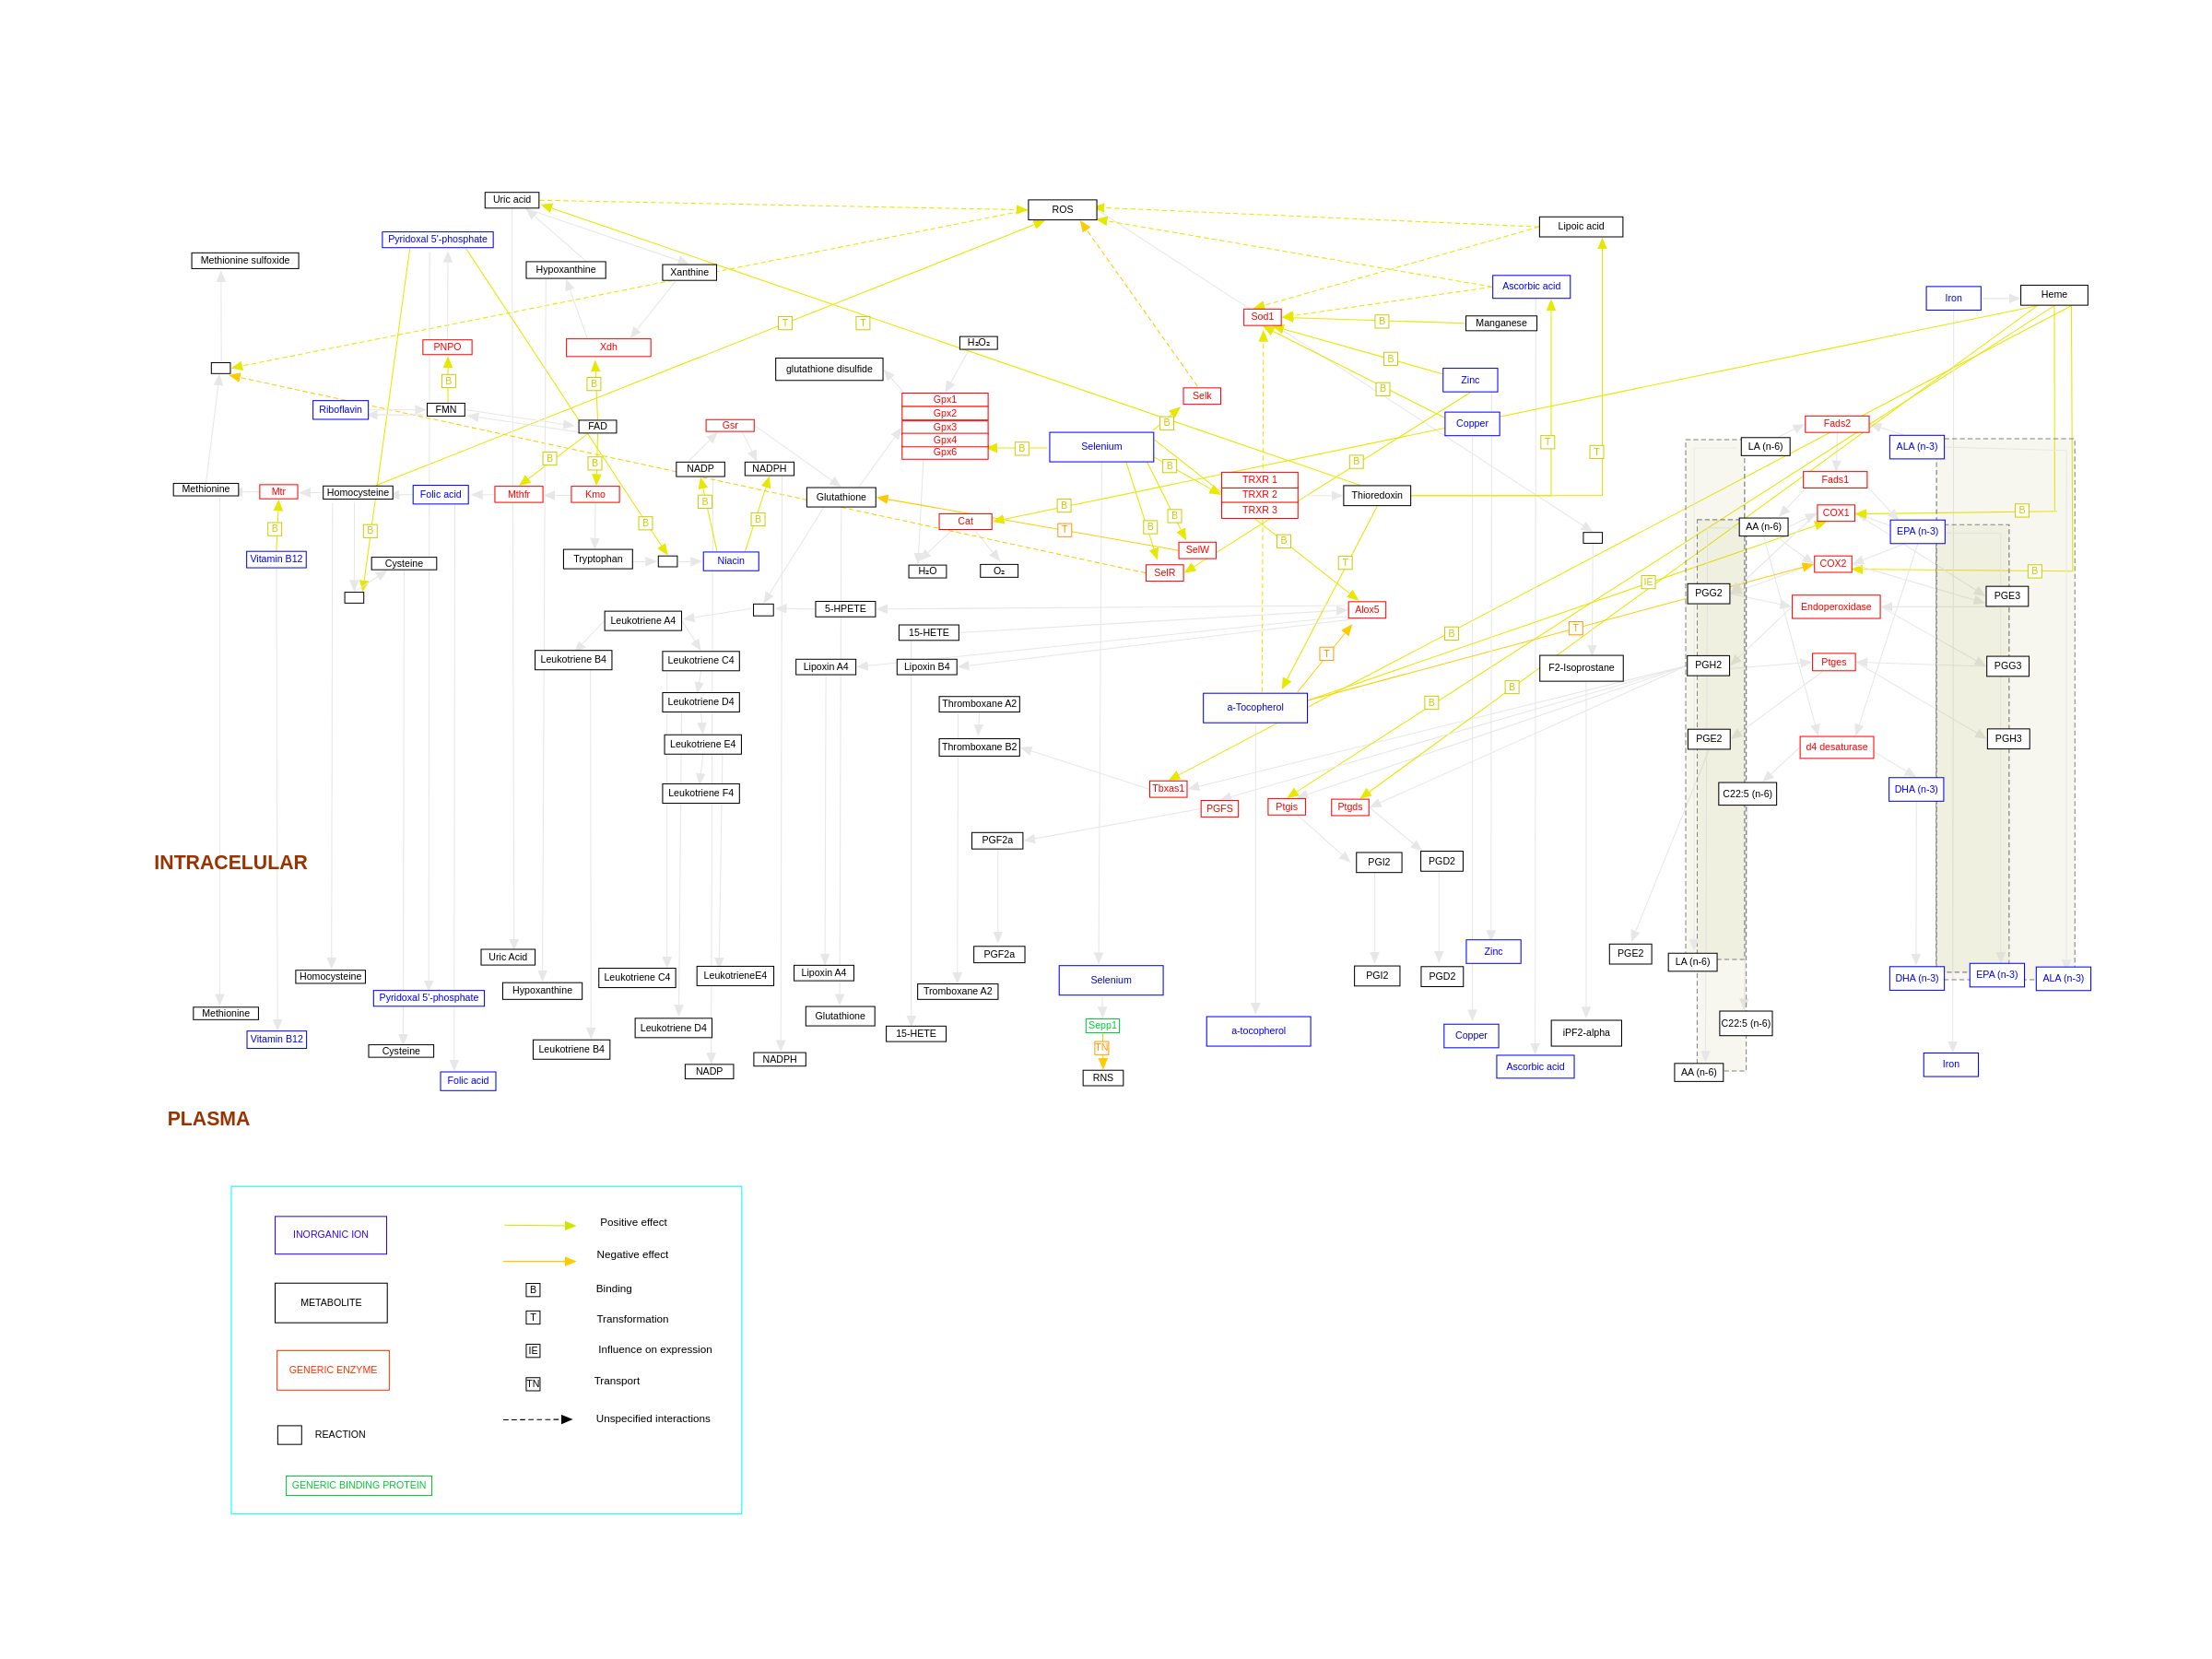 Uric acid
ROS
Lipoic acid
Pyridoxal 5'-phosphate
Methionine sulfoxide
Hypoxanthine
Xanthine
Ascorbic acid
Iron
Heme
T
T
Sod1
B
Manganese
PNPO
Xdh
H₂O₂
B
glutathione disulfide
Zinc
B
B
Selk
B
Riboflavin
FMN
Gpx1
Gpx2
Gpx3
Gpx4
Gpx6
FAD
Gsr
B
Copper
Fads2
Selenium
B
T
T
LA (n-6)
ALA (n-3)
B
B
NADP
NADPH
B
B
TRXR 1
TRXR 2
TRXR 3
Fads1
Methionine
Mtr
Homocysteine
Folic acid
Mthfr
Kmo
Glutathione
Thioredoxin
B
B
B
B
COX1
B
B
B
B
Cat
T
B
AA (n-6)
EPA (n-3)
B
Vitamin B12
Cysteine
Tryptophan
Niacin
H₂O
O₂
SelW
SelR
T
COX2
B
IE
PGG2
PGE3
Leukotriene A4
5-HPETE
Alox5
Endoperoxidase
15-HETE
B
T
Leukotriene B4
Leukotriene C4
Lipoxin A4
Lipoxin B4
T
F2-Isoprostane
PGH2
Ptges
PGG3
Leukotriene D4
Thromboxane A2
a-Tocopherol
B
B
Leukotriene E4
Thromboxane B2
PGE2
d4 desaturase
PGH3
Leukotriene F4
Tbxas1
PGFS
Ptgis
Ptgds
C22:5 (n-6)
DHA (n-3)
PGF2a
INTRACELULAR
PGI2
PGD2
Uric Acid
PGF2a
Zinc
PGE2
LA (n-6)
Homocysteine
Hypoxanthine
Leukotriene C4
LeukotrieneE4
Lipoxin A4
Selenium
PGI2
PGD2
DHA (n-3)
EPA (n-3)
ALA (n-3)
Pyridoxal 5'-phosphate
Tromboxane A2
Methionine
Glutathione
Sepp1
a-tocopherol
Copper
iPF2-alpha
C22:5 (n-6)
Vitamin B12
Cysteine
Leukotriene B4
Leukotriene D4
15-HETE
TN
NADPH
NADP
RNS
Ascorbic acid
AA (n-6)
Iron
Folic acid
PLASMA
INORGANIC ION
Positive effect
Negative effect
METABOLITE
B
Binding
T
Transformation
GENERIC ENZYME
IE
Influence on expression
TN
Transport
REACTION
Unspecified interactions
GENERIC BINDING PROTEIN